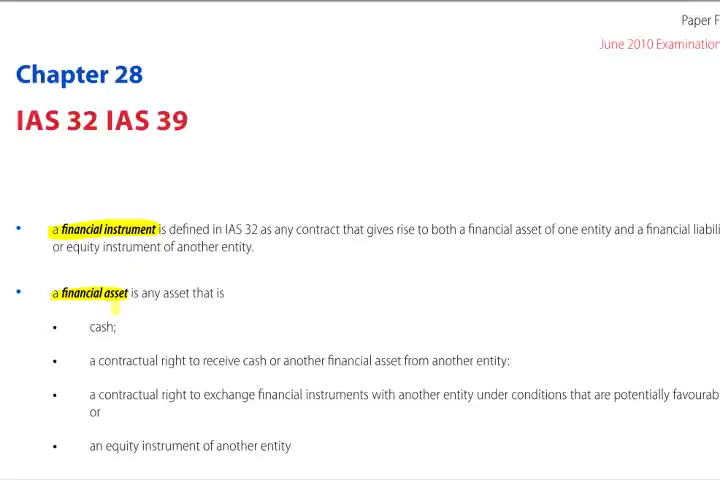 Paper F
June 2010 Examination
Chapter 28
IAS 32 IAS 39
• a financial instrument is defined in IAS 32 as any contract that gives rise to both a financial asset of one entity and a financial liabili
or equity instrument of another entity.
• a financial asset is any asset that is
• cash;
• a contractual right to receive cash or another financial asset from another entity:
• a contractual right to exchange financial instruments with another entity under conditions that are potentially favourab
or
• an equity instrument of another entity